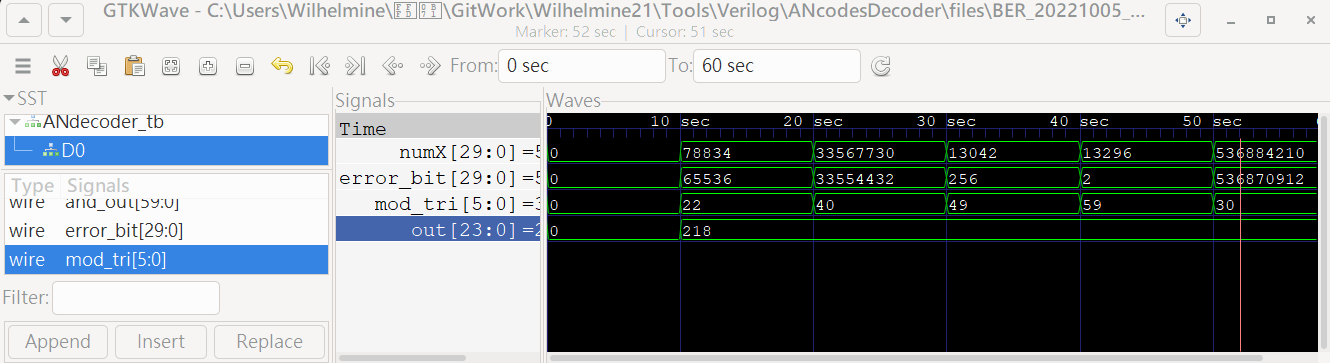 GTKWave - C:\Users\Wilhelmine\\GitWork\Wilhelmine21\Tools\Verilog\ANcodesDecoder\files\BER_20221005_...
Marker: 52 sec | Cursor: 51 sec
From: 0 sec To: 60 sec
SST
ANdecoder_tb
D0
Type Signals
wire and_out[59:0]
wire error_bit[29:0]
wire mod_tri[5:0]
Filter:
Append Insert Replace
Signals
Time
numX[29:0]=5
error_bit[29:0]=5
mod_tri[5:0]=3
out[23:0]=2
Waves
0 10 sec 20 sec 30 sec 40 sec 50 sec
0 78834 33567730 13042 13296 536884210
0 65536 33554432 256 2 536870912
0 22 40 49 59 30
0 218